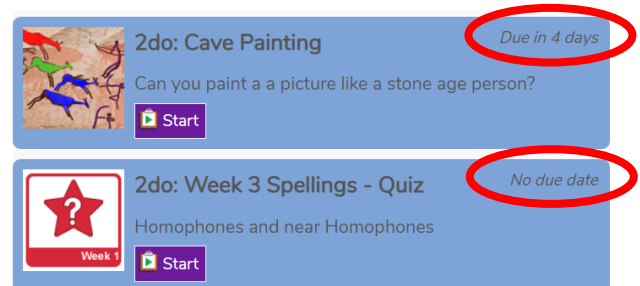 2do: Cave Painting
Due in 4 days
Can you paint a a picture like a stone age person?
Start
2do: Week 3 Spellings - Quiz
No due date
?
Week 1
Homophones and near Homophones
Start